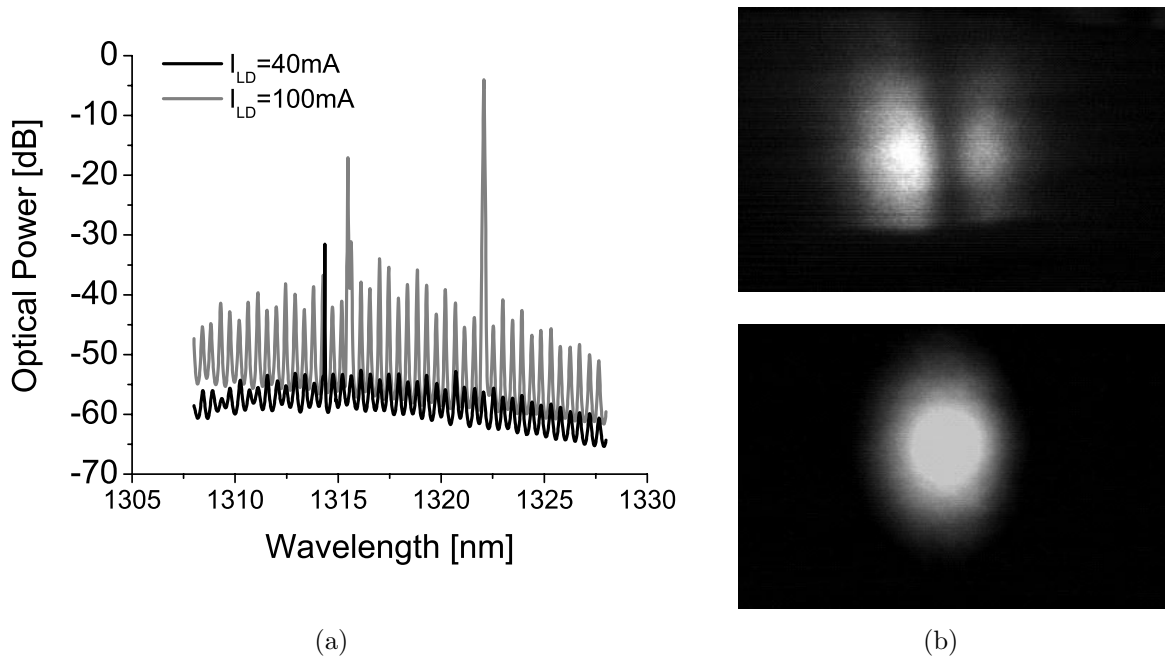 0
-10
-20
-30
-40
-50
-60
-70
Optical Power [dB]
I_LD=40mA
I_LD=100mA
1305 1310 1315 1320 1325 1330
Wavelength [nm]
(a) (b)